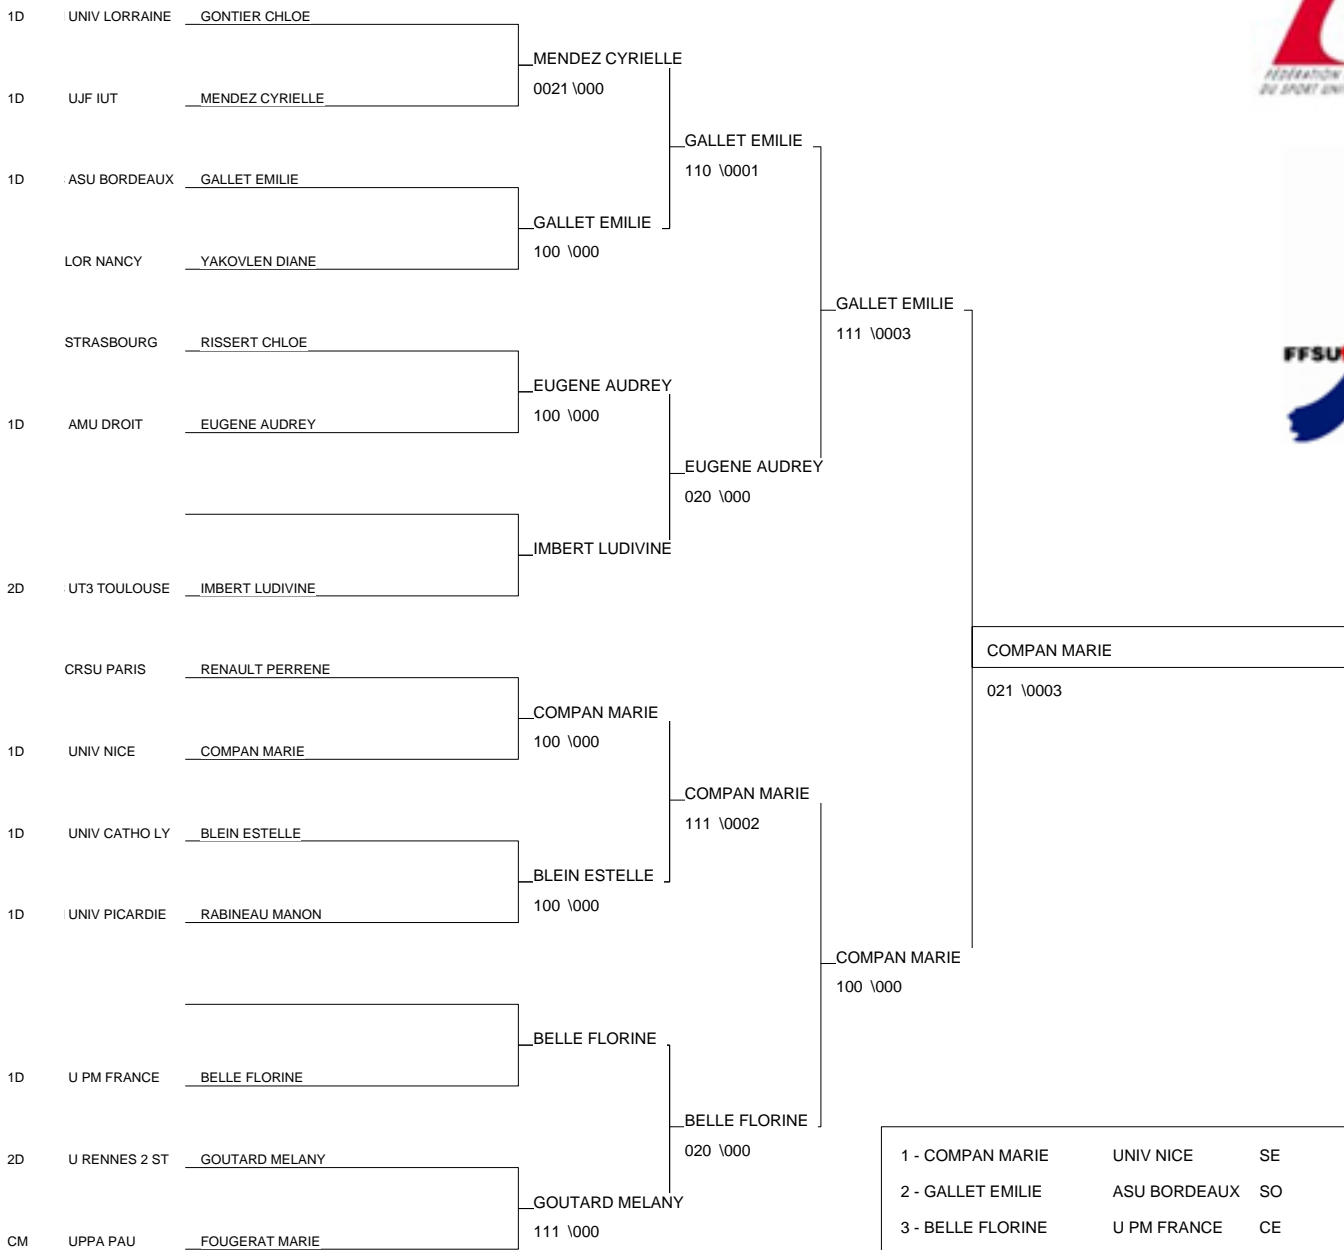 1D UNIV LORRAINE GONTIER CHLOE
MENDEZ CYRIELLE
0021 \000
1D UJF IUT MENDEZ CYRIELLE
GALLET EMILIE
110 \0001
1D ASU BORDEAUX GALLET EMILIE
GALLET EMILIE
100 \000
LOR NANCY YAKOVLEN DIANE
GALLET EMILIE
111 \0003
STRASBOURG RISSERT CHLOE
EUGENE AUDREY
100 \000
1D AMU DROIT EUGENE AUDREY
EUGENE AUDREY
020 \000
IMBERT LUDIVINE
2D UT3 TOULOUSE IMBERT LUDIVINE
COMPAN MARIE
021 \0003
CRSU PARIS RENAULT PERRENE
COMPAN MARIE
100 \000
1D UNIV NICE COMPAN MARIE
COMPAN MARIE
111 \0002
1D UNIV CATHO LY BLEIN ESTELLE
BLEIN ESTELLE
100 \000
1D UNIV PICARDIE RABINEAU MANON
COMPAN MARIE
100 \000
BELLE FLORINE
1D U PM FRANCE BELLE FLORINE
BELLE FLORINE
020 \000
2D U RENNES 2 ST GOUTARD MELANY
GOUTARD MELANY
111 \000
CM UPPA PAU FOUGERAT MARIE
1 - COMPAN MARIE UNIV NICE SE
2 - GALLET EMILIE ASU BORDEAUX SO
3 - BELLE FLORINE U PM FRANCE CE
FÉDÉRATION
DU SPORT
FFSU